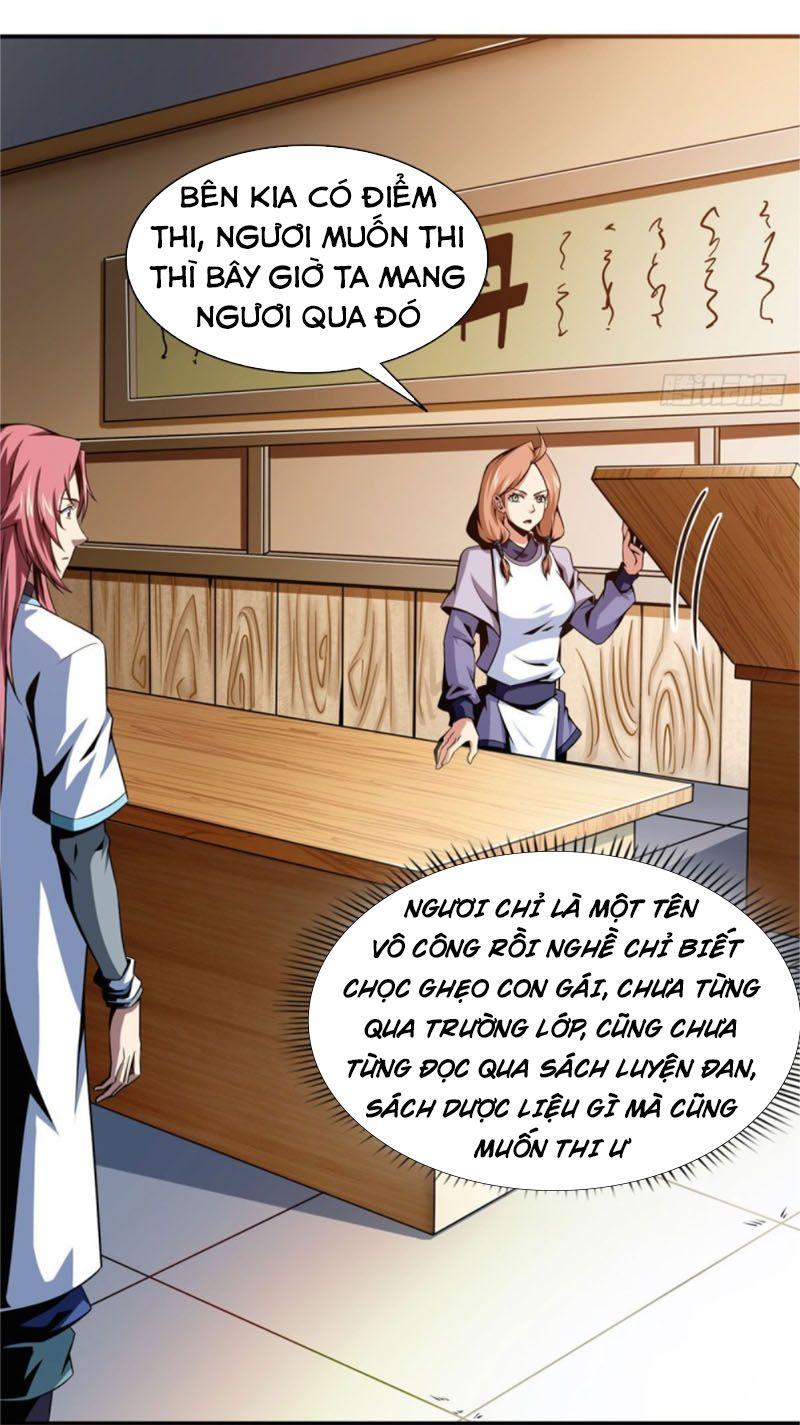 BÊN KIA CÓ ĐIỂM
THI, NGƯƠI MUỐN THI
THÌ BÂY GIỜ TA MANG
NGƯƠI QUA ĐÓ
丹
NGƯƠI CHỈ LÀ MỘT TÊN
VÔ CÔNG RỒI NGHỀ CHỈ BIẾT
CHỌC GHẸO CON GÁI, CHƯA TỪNG
QUA TRƯỜNG LỚP, CŨNG CHƯA
TỪNG ĐỌC QUA SÁCH LUYỆN ĐAN,
SÁCH DƯỢC LIỆU GÌ MÀ CŨNG
MUỐN THI Ư